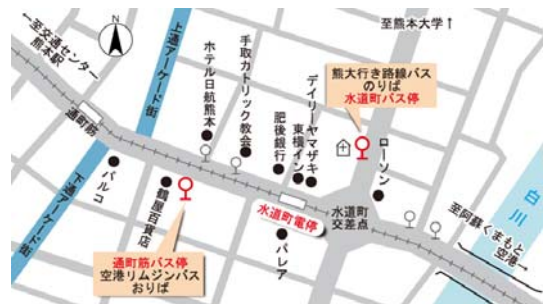 ←至交通センター
熊本駅
上通アーケード街
ホテル日航熊本
手取カトリック教会
肥後銀行
東横イン
デイリーヤマザキ
至熊本大学↑
熊大行き路線バス
のりば
水道町バス停
ローソン
通町筋
下通アーケード街
パルコ
鶴屋百貨店
水道町電停
水道町
交差点
パレア
白川
至阿蘇くまもと
空港→
通町筋バス停
空港リムジンバス
おりば